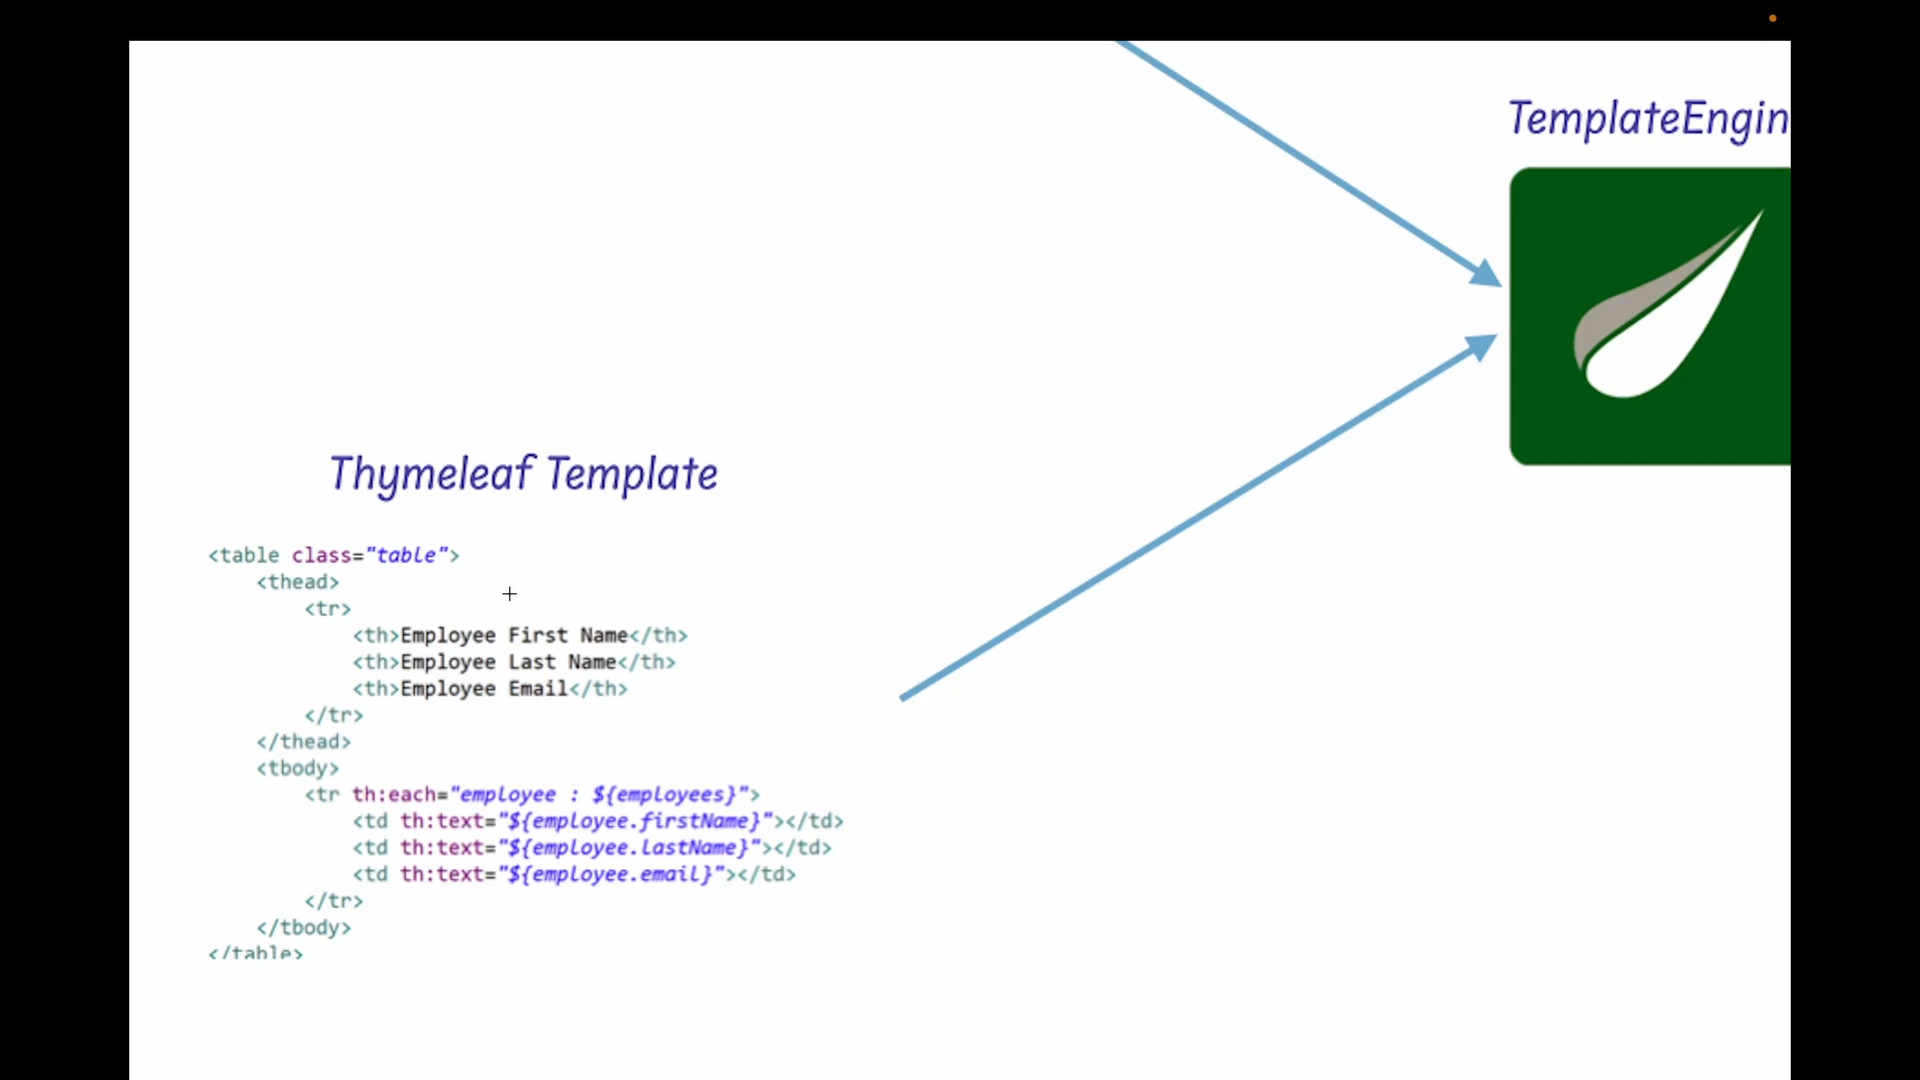 TemplateEngin
Thymeleaf Template
<table class="table">
    <thead>
        <tr>
            <th>Employee First Name</th>
            <th>Employee Last Name</th>
            <th>Employee Email</th>
        </tr>
    </thead>
    <tbody>
        <tr th:each="employee : ${employees}">
            <td th:text="${employee.firstName}"></td>
            <td th:text="${employee.lastName}"></td>
            <td th:text="${employee.email}"></td>
        </tr>
    </tbody>
</table>